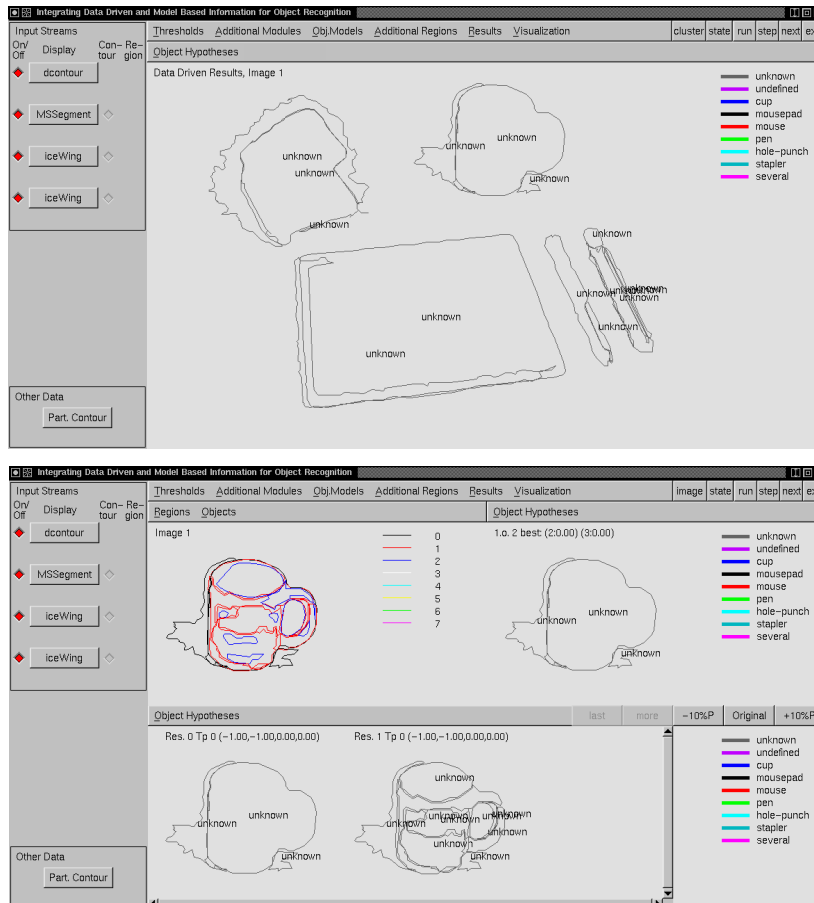 Integrating Data Driven and Model Based Information for Object Recognition
Input Streams
On/Off Display Con-tour Re-gion
dcontour
MSSegment
iceWing
iceWing
Other Data
Part. Contour
Thresholds Additional Modules Obj.Models Additional Regions Results Visualization cluster state run step next
Object Hypotheses
Data Driven Results, Image 1
unknown
unknown
unknown
unknown
unknown
unknown
unknown
unknown
unknown
unknown
unknown
unknown
unknown
unknown
undefined
cup
mousepad
mouse
pen
hole-punch
stapler
several
Integrating Data Driven and Model Based Information for Object Recognition
Input Streams
On/Off Display Con-tour Re-gion
dcontour
MSSegment
iceWing
iceWing
Other Data
Part. Contour
Thresholds Additional Modules Obj.Models Additional Regions Results Visualization image state run step next
Regions Objects
Object Hypotheses
Image 1
0
1
2
3
4
5
6
7
1.o. 2 best: (2:0.00) (3:0.00)
unknown
unknown
unknown
unknown
undefined
cup
mousepad
mouse
pen
hole-punch
stapler
several
Object Hypotheses last more -10%P Original +10%P
Res. 0 Tp 0 (-1.00,-1.00,0.00,0.00) Res. 1 Tp 0 (-1.00,-1.00,0.00,0.00)
unknown
unknown
unknown
unknown
unknown
unknown
unknown
unknown
unknown
unknown
undefined
cup
mousepad
mouse
pen
hole-punch
stapler
several